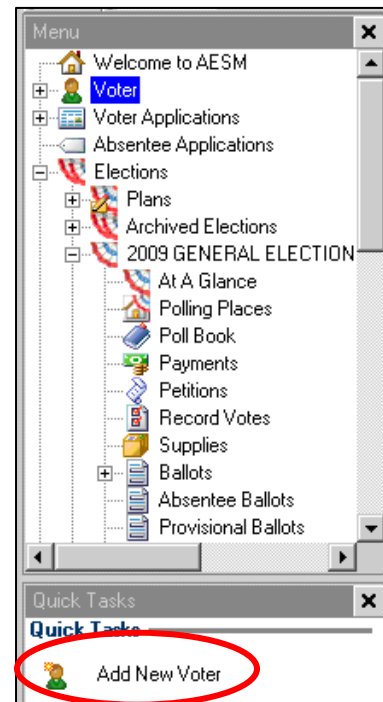 Menu
Welcome to AESM
Voter
Voter Applications
Absentee Applications
Elections
Plans
Archived Elections
2009 GENERAL ELECTION
At A Glance
Polling Places
Poll Book
Payments
Petitions
Record Votes
Supplies
Ballots
Absentee Ballots
Provisional Ballots
Quick Tasks
Quick Tasks
Add New Voter